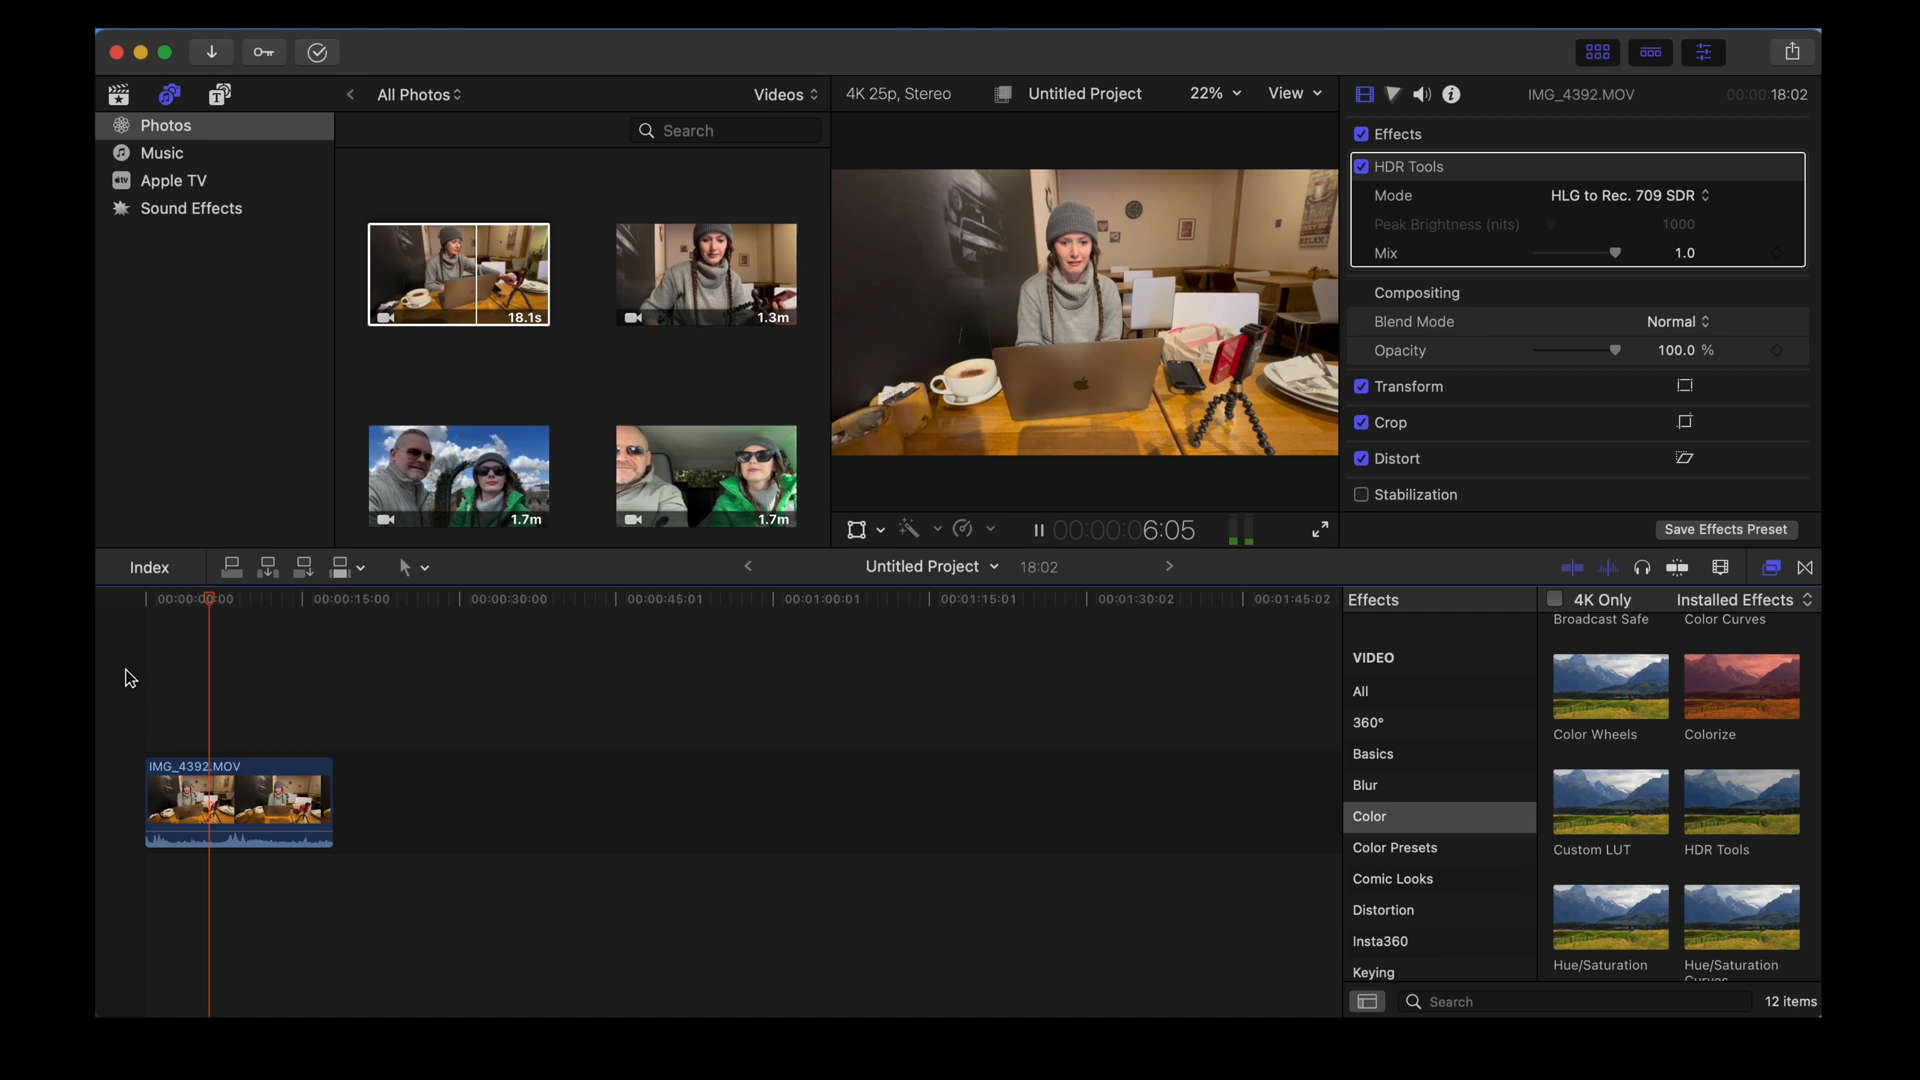 All Photos
Videos
4K 25p, Stereo
Untitled Project
22%
View
IMG_4392.MOV
00:00:18:02
Photos
Search
Music
Apple TV
Sound Effects
18.1s
1.3m
1.7m
1.7m
RELAX
Effects
HDR Tools
Mode
HLG to Rec. 709 SDR
Peak Brightness (nits)
1000
Mix
1.0
Compositing
Blend Mode
Normal
Opacity
100.0 %
Transform
Crop
Distort
Stabilization
00:00:06:05
Save Effects Preset
Index
Untitled Project
18:02
00:00:00:00
00:00:15:00
00:00:30:00
00:00:45:01
00:01:00:01
00:01:15:01
00:01:30:02
00:01:45:02
IMG_4392.MOV
Effects
4K Only
Installed Effects
VIDEO
All
360°
Basics
Blur
Color
Color Presets
Comic Looks
Distortion
Insta360
Keying
Broadcast Safe
Color Curves
Color Wheels
Colorize
Custom LUT
HDR Tools
Hue/Saturation
Hue/Saturation
Curves
Search
12 items